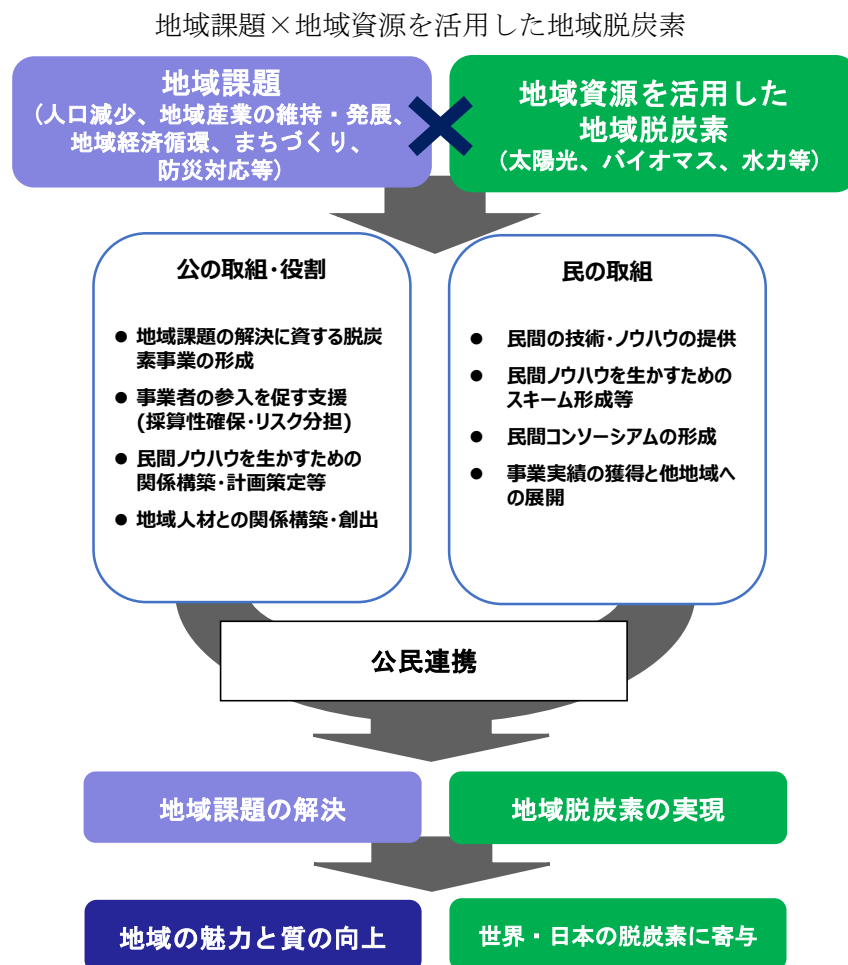 地域課題×地域資源を活用した地域脱炭素
地域課題
（人口減少、地域産業の維持・発展、
地域経済循環、まちづくり、
防災対応等）
地域資源を活用した
地域脱炭素
（太陽光、バイオマス、水力等）
公の取組・役割
● 地域課題の解決に資する脱炭
素事業の形成
● 事業者の参入を促す支援
(採算性確保・リスク分担)
● 民間ノウハウを生かすための
関係構築・計画策定等
● 地域人材との関係構築・創出
民の取組
● 民間の技術・ノウハウの提供
● 民間ノウハウを生かすための
スキーム形成等
● 民間コンソーシアムの形成
● 事業実績の獲得と他地域へ
の展開
公民連携
地域課題の解決
地域脱炭素の実現
地域の魅力と質の向上
世界・日本の脱炭素に寄与